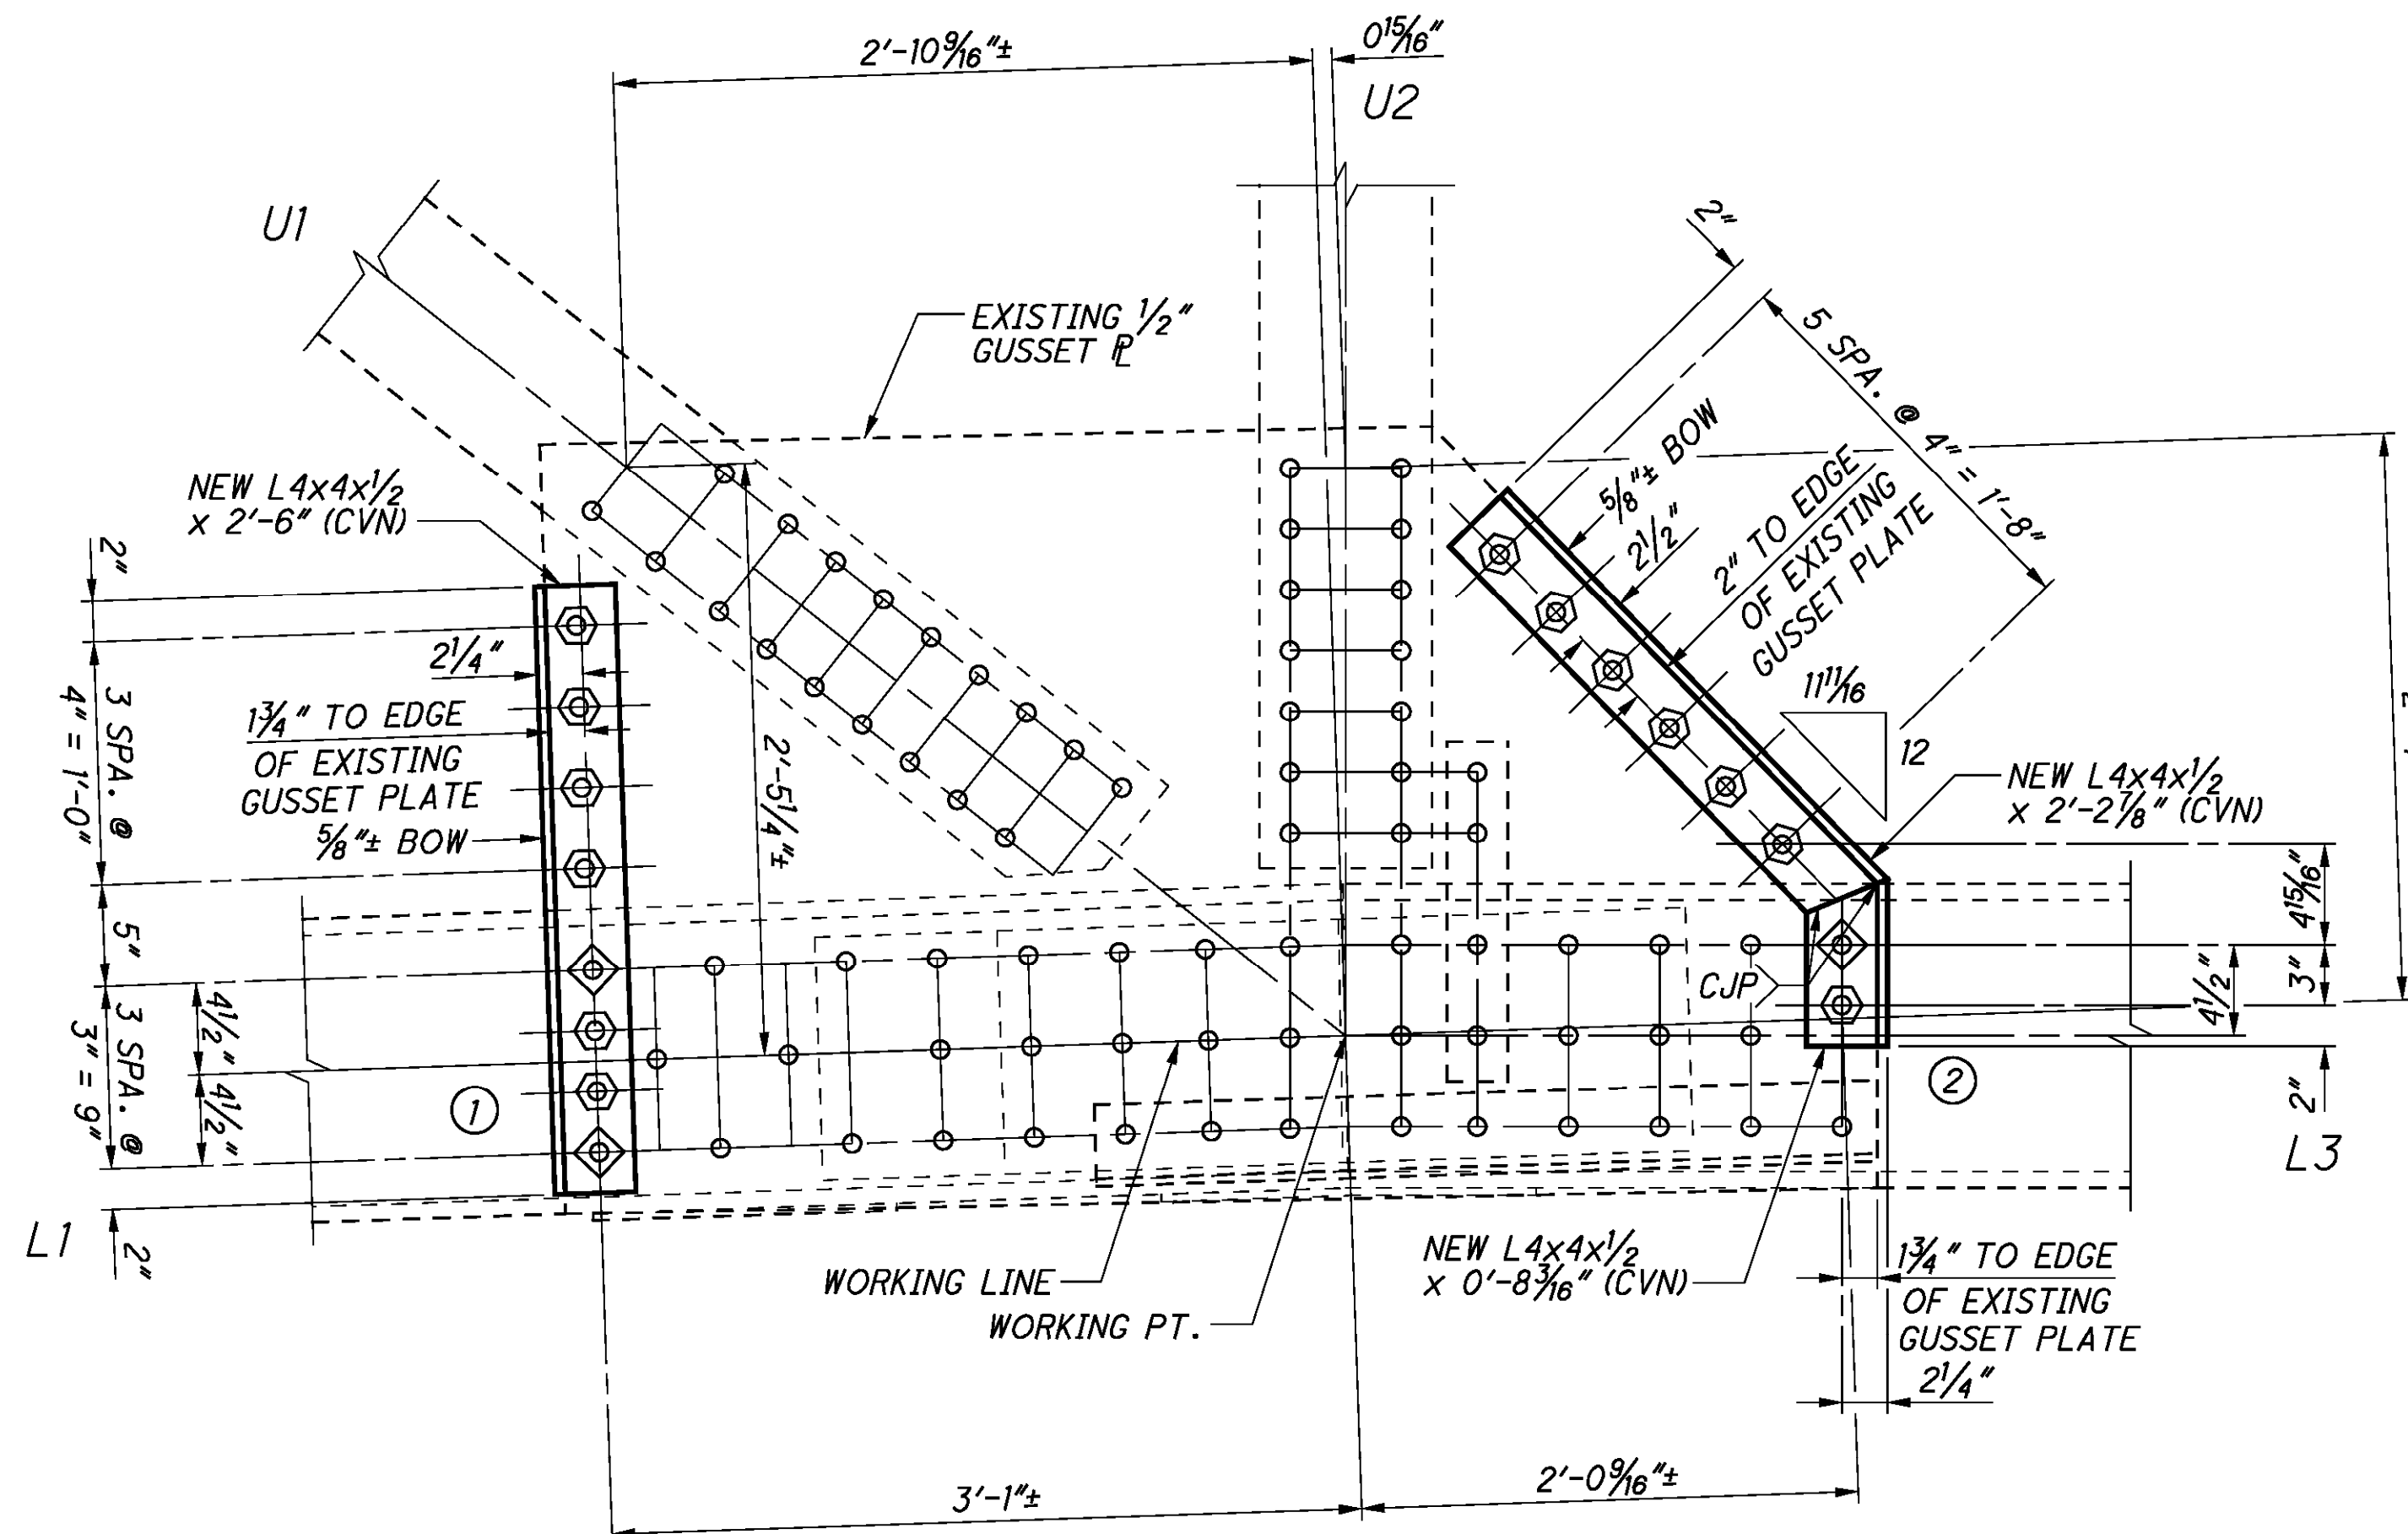 2'-10 9/16"±
0 15/16"
U2
U1
2"
EXISTING 1/2"
GUSSET ℄
5 SPA. @ 4" = 1'-8"
5/8"± BOW
2 1/2"
2" TO EDGE
OF EXISTING
GUSSET PLATE
NEW L4x4x1/2
x 2'-6" (CVN)
2"
2 1/4"
3 SPA. @
4" = 1'-0"
1 3/4" TO EDGE
OF EXISTING
GUSSET PLATE
5/8"± BOW
2'-5 1/4"±
11 11/16
12
NEW L4x4x1/2
x 2'-2 7/8" (CVN)
5"
4 15/16"
3"
4 1/2"
CJP
3 SPA. @
3" = 9"
4 1/2"
4 1/2"
1
2
2"
L3
L1
2"
WORKING LINE
WORKING PT.
NEW L4x4x1/2
x 0'-8 3/16" (CVN)
1 3/4" TO EDGE
OF EXISTING
GUSSET PLATE
2 1/4"
3'-1"±
2'-0 9/16"±